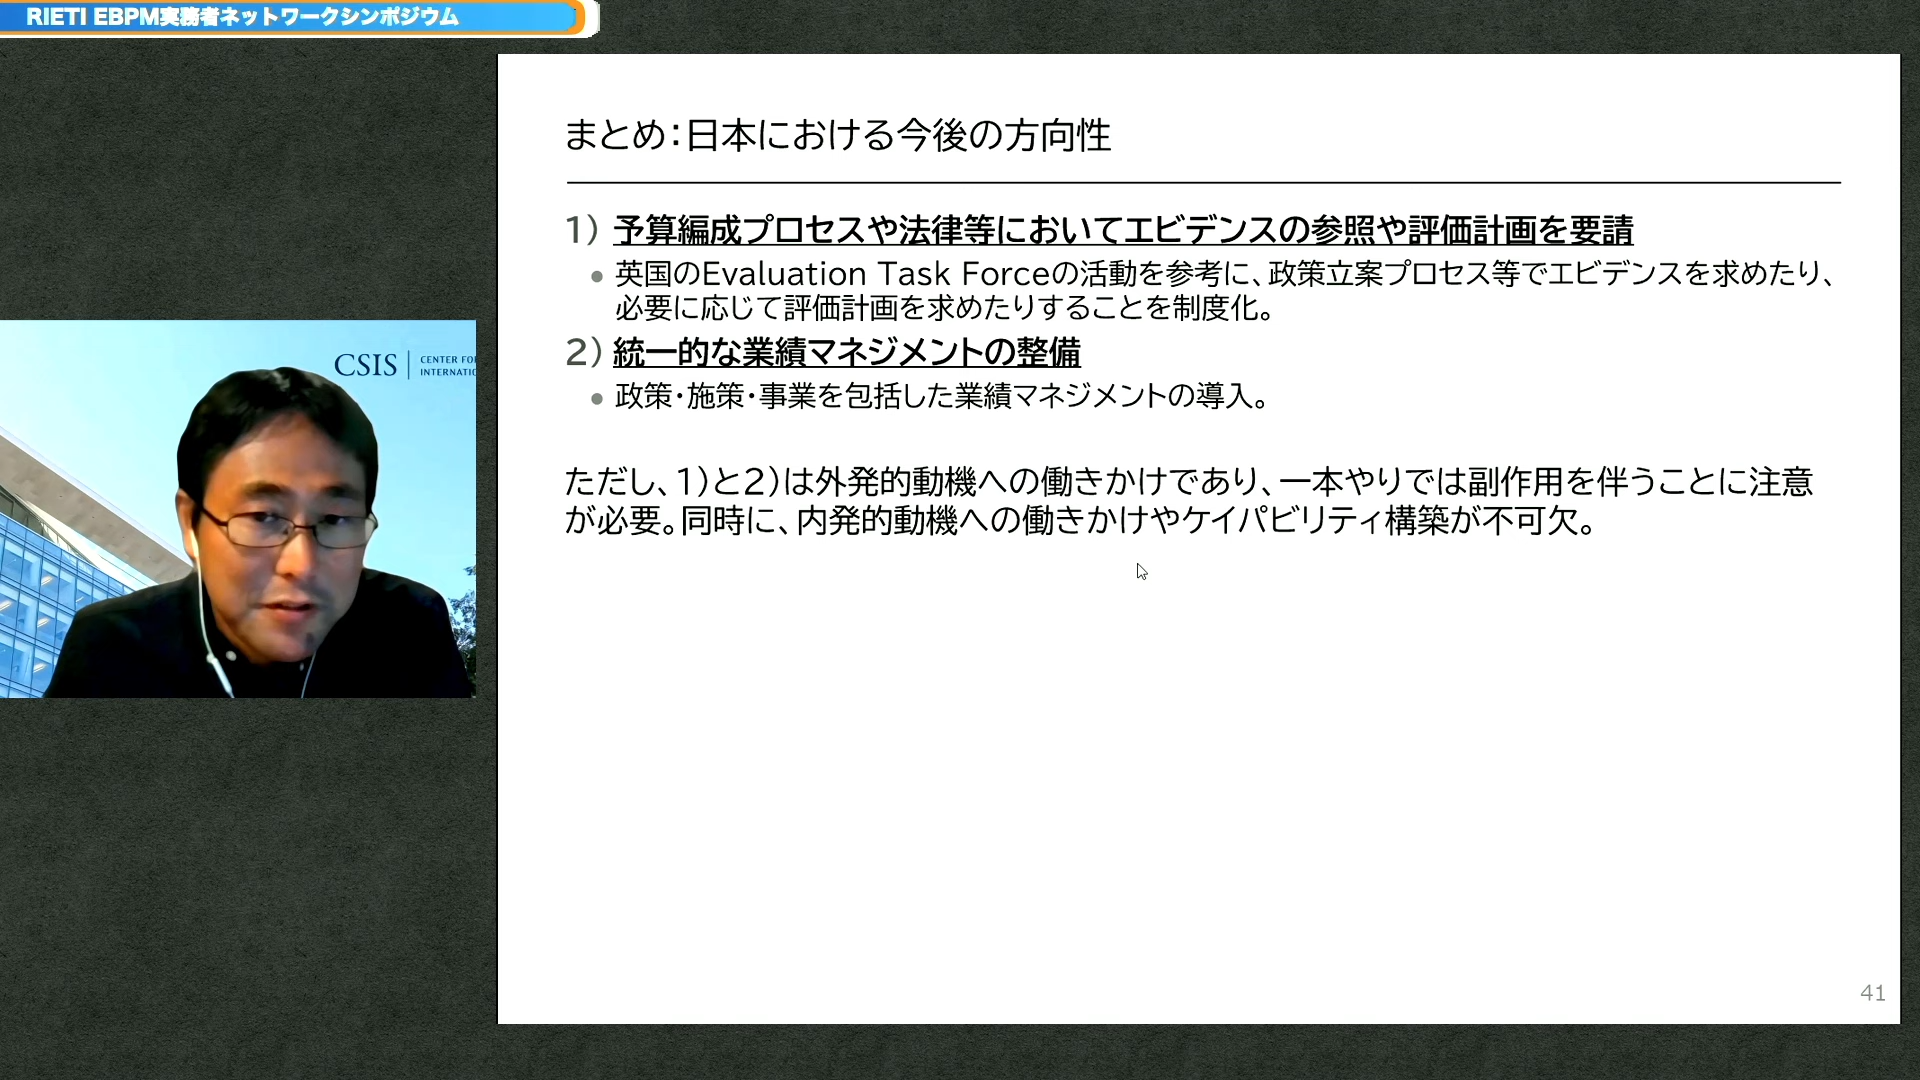 RIETI EBPM実務者ネットワークシンポジウム
まとめ：日本における今後の方向性
1）予算編成プロセスや法律等においてエビデンスの参照や評価計画を要請
• 英国のEvaluation Task Forceの活動を参考に、政策立案プロセス等でエビデンスを求めたり、
必要に応じて評価計画を求めたりすることを制度化。
2）統一的な業績マネジメントの整備
• 政策・施策・事業を包括した業績マネジメントの導入。
ただし、1）と2）は外発的動機への働きかけであり、一本やりでは副作用を伴うことに注意
が必要。同時に、内発的動機への働きかけやケイパビリティ構築が不可欠。
41
CSIS
CENTER FO
INTERNATIO